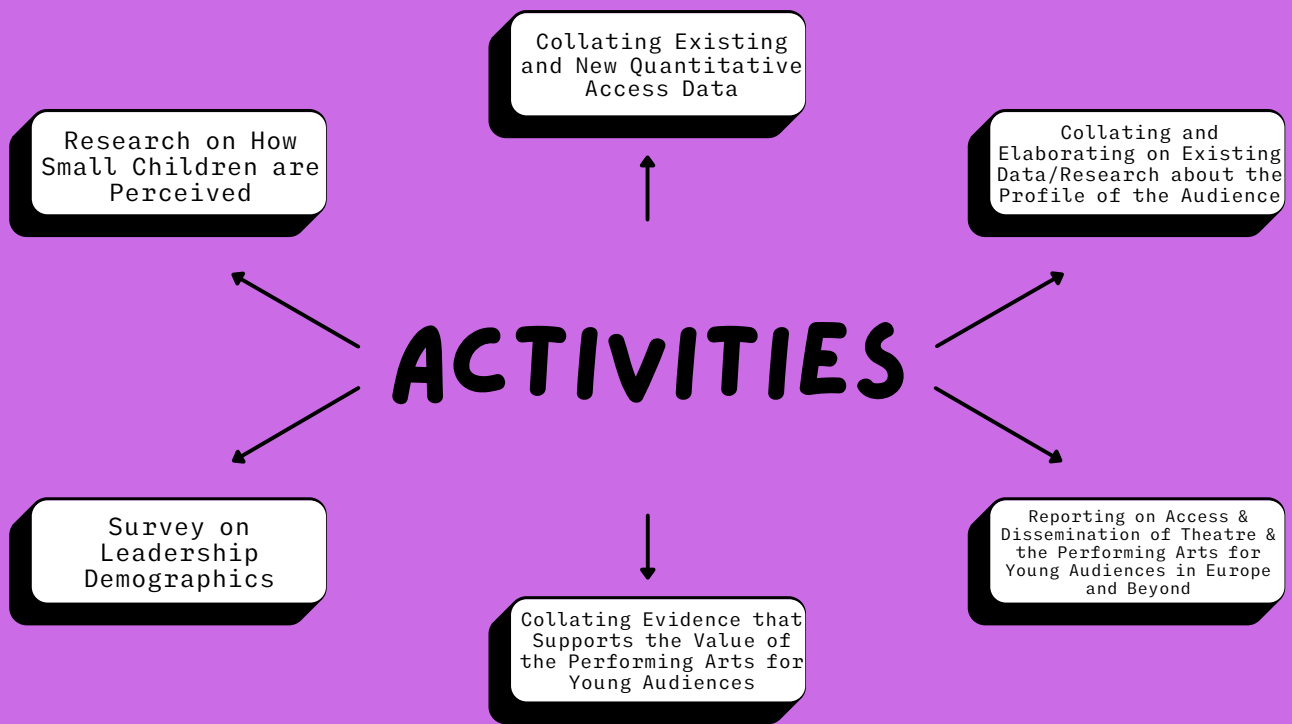 Collating Existing
and New Quantitative
Access Data
Research on How
Small Children are
Perceived
Collating and
Elaborating on Existing
Data/Research about the
Profile of the Audience
ACTIVITIES
Survey on
Leadership
Demographics
Reporting on Access &
Dissemination of Theatre &
the Performing Arts for
Young Audiences in Europe
and Beyond
Collating Evidence that
Supports the Value of
the Performing Arts for
Young Audiences